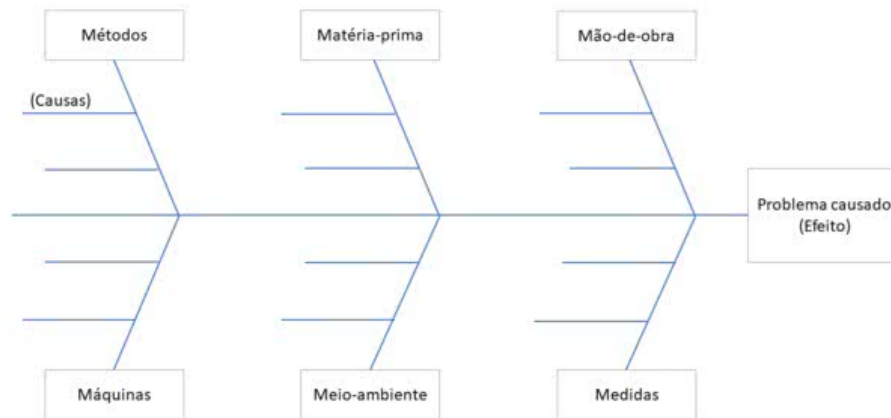 Métodos
Matéria-prima
Mão-de-obra
(Causas)
Problema causado
(Efeito)
Máquinas
Meio-ambiente
Medidas